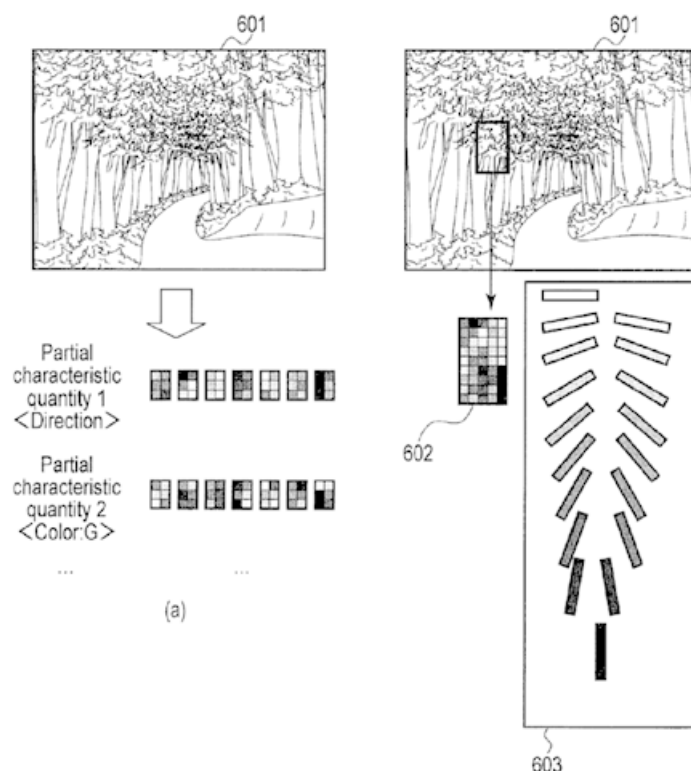 601
601
Partial
characteristic
quantity 1
<Direction>
602
Partial
characteristic
quantity 2
<Color:G>
... ...
(a)
603